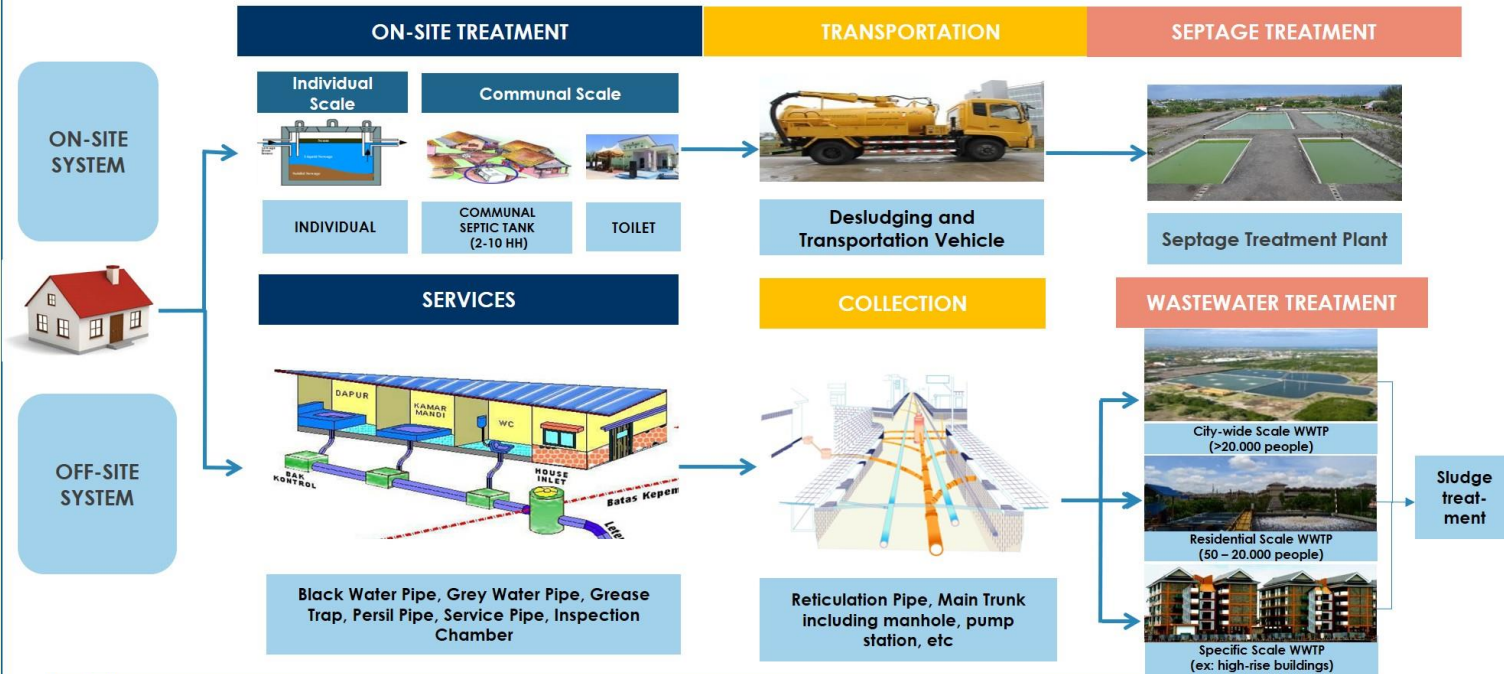 ON-SITE TREATMENT
TRANSPORTATION
SEPTAGE TREATMENT
ON-SITE
SYSTEM
Individual
Scale
Communal Scale
INDIVIDUAL
COMMUNAL
SEPTIC TANK
(2-10 HH)
TOILET
Desludging and
Transportation Vehicle
Septage Treatment Plant
SERVICES
COLLECTION
WASTEWATER TREATMENT
OFF-SITE
SYSTEM
DAPUR
KAMAR
MANDI
WC
BAK
KONTROL
HOUSE
INLET
Batas Kepem
Black Water Pipe, Grey Water Pipe, Grease
Trap, Persil Pipe, Service Pipe, Inspection
Chamber
Reticulation Pipe, Main Trunk
including manhole, pump
station, etc
City-wide Scale WWTP
(>20.000 people)
Residential Scale WWTP
(50 – 20.000 people)
Specific Scale WWTP
(ex: high-rise buildings)
Sludge
treat-
ment